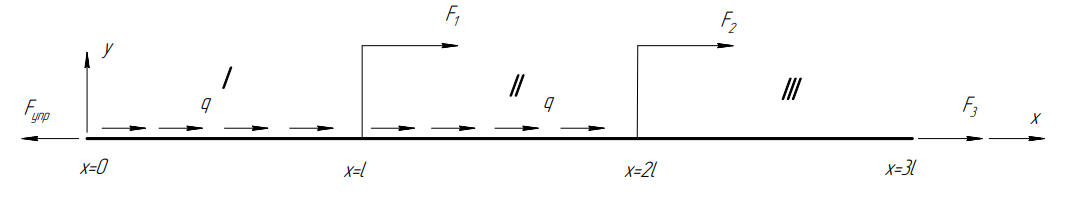 F₁
F₂
y
I
II
III
q
q
Fупр
F₃
x
x=0
x=l
x=2l
x=3l